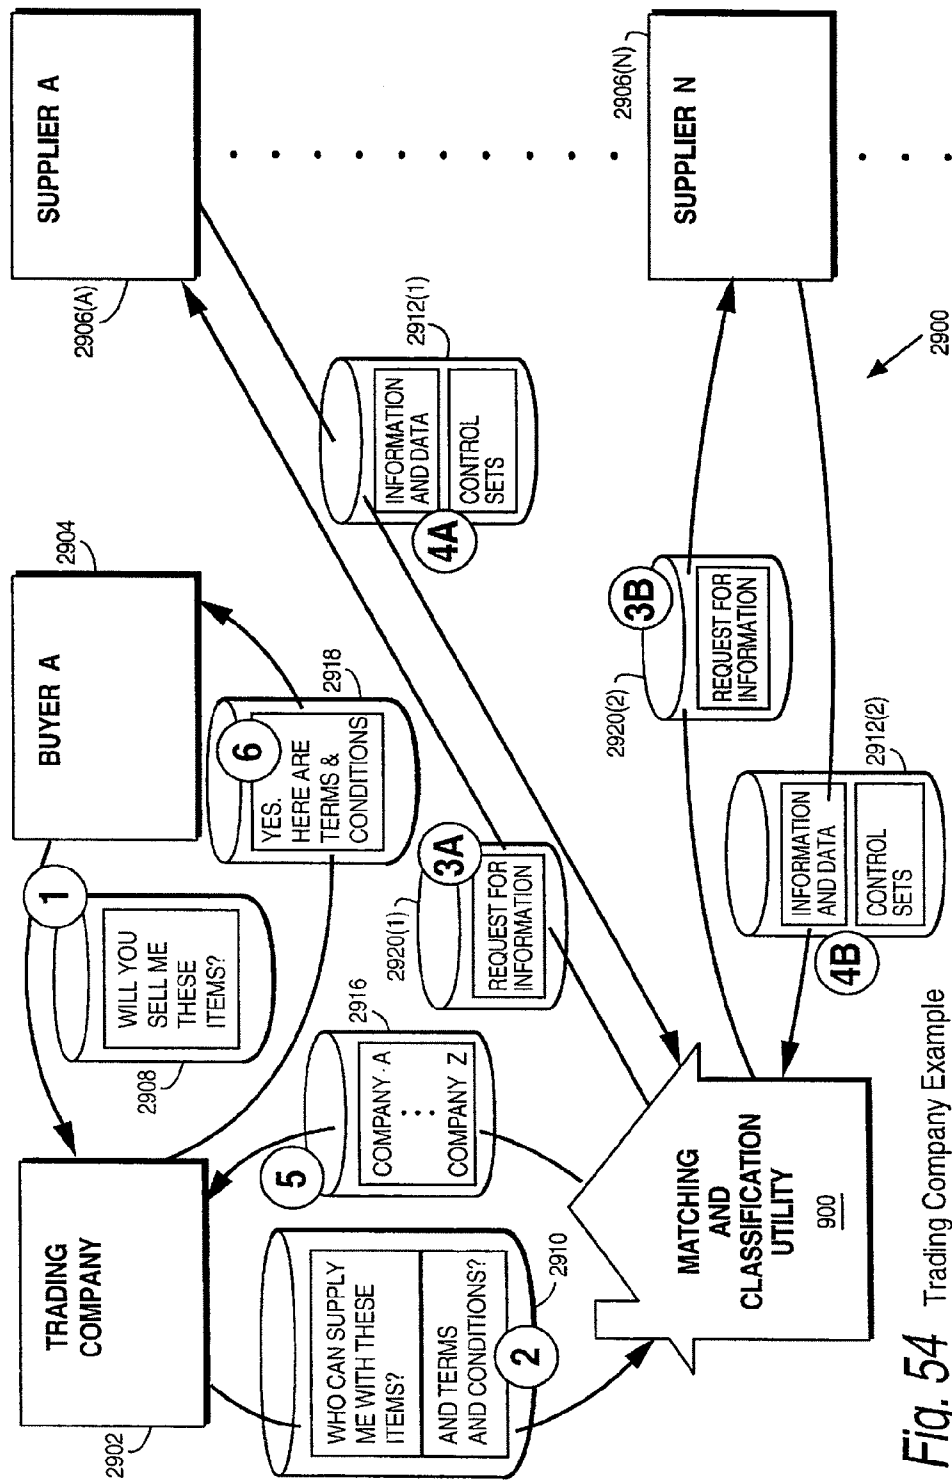 TRADING
COMPANY
2902
BUYER A
2904
SUPPLIER A
2906(A)
1
WILL YOU
SELL ME
THESE
ITEMS?
2908
6
YES.
HERE ARE
TERMS &
CONDITIONS
2918
WHO CAN SUPPLY
ME WITH THESE
ITEMS?
AND TERMS
AND CONDITIONS?
2
2910
5
COMPANY A
COMPANY Z
2916
3A
REQUEST FOR
INFORMATION
2920(1)
4A
INFORMATION
AND DATA
CONTROL
SETS
2912(1)
MATCHING
AND
CLASSIFICATION
UTILITY
900
3B
REQUEST FOR
INFORMATION
2920(2)
4B
INFORMATION
AND DATA
CONTROL
SETS
2912(2)
SUPPLIER N
2906(N)
2900
Fig. 54 Trading Company Example